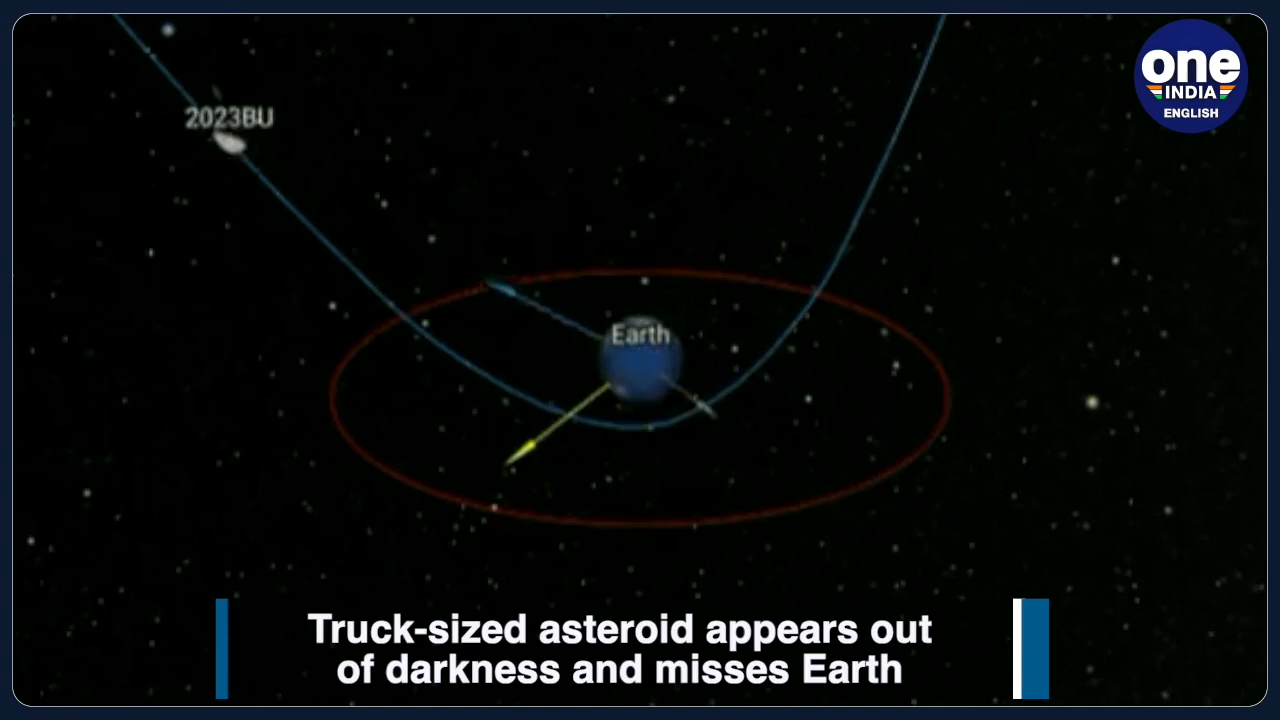 one
INDIA
ENGLISH
2023BU
Earth
Truck-sized asteroid appears out
of darkness and misses Earth